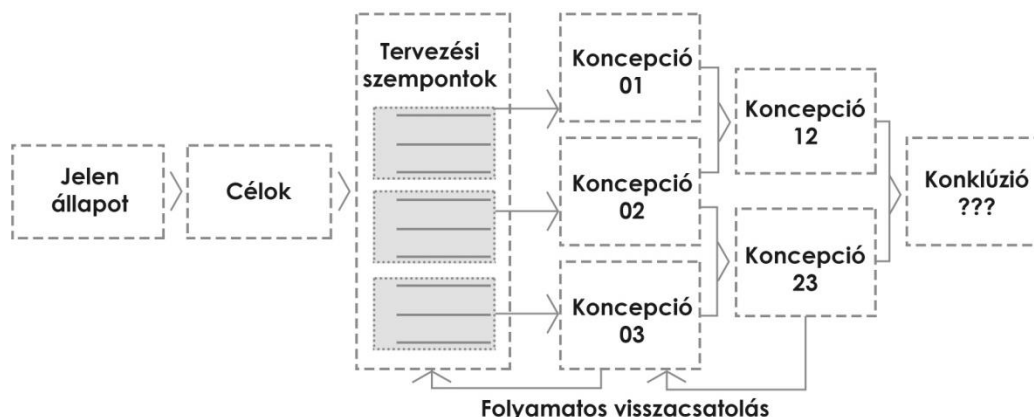 Jelen
állapot
Célok
Tervezési
szempontok
Koncepció
01
Koncepció
02
Koncepció
03
Koncepció
12
Koncepció
23
Konklúzió
???
Folyamatos visszacsatolás